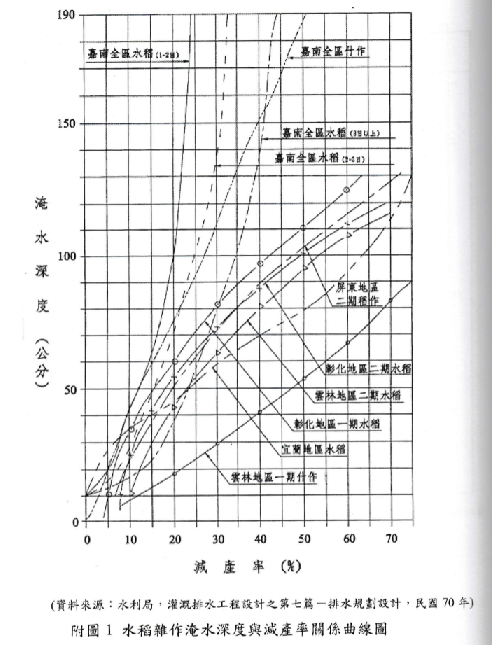 190
嘉南全區水稻(1-2日)
嘉南全區什作
150
嘉南全區水稻(3日以上)
嘉南全區水稻(2-3日)
淹水深度(公分)
100
屏東地區
二期稻作
彰化地區二期水稻
50
雲林地區二期水稻
彰化地區一期水稻
宜蘭地區水稻
雲林地區一期什作
0
0 10 20 30 40 50 60 70
減產率(%)
(資料來源：水利局，灌溉排水工程設計之第七篇－排水規劃設計，民國70年)
附圖1 水稻雜作淹水深度與減產率關係曲線圖